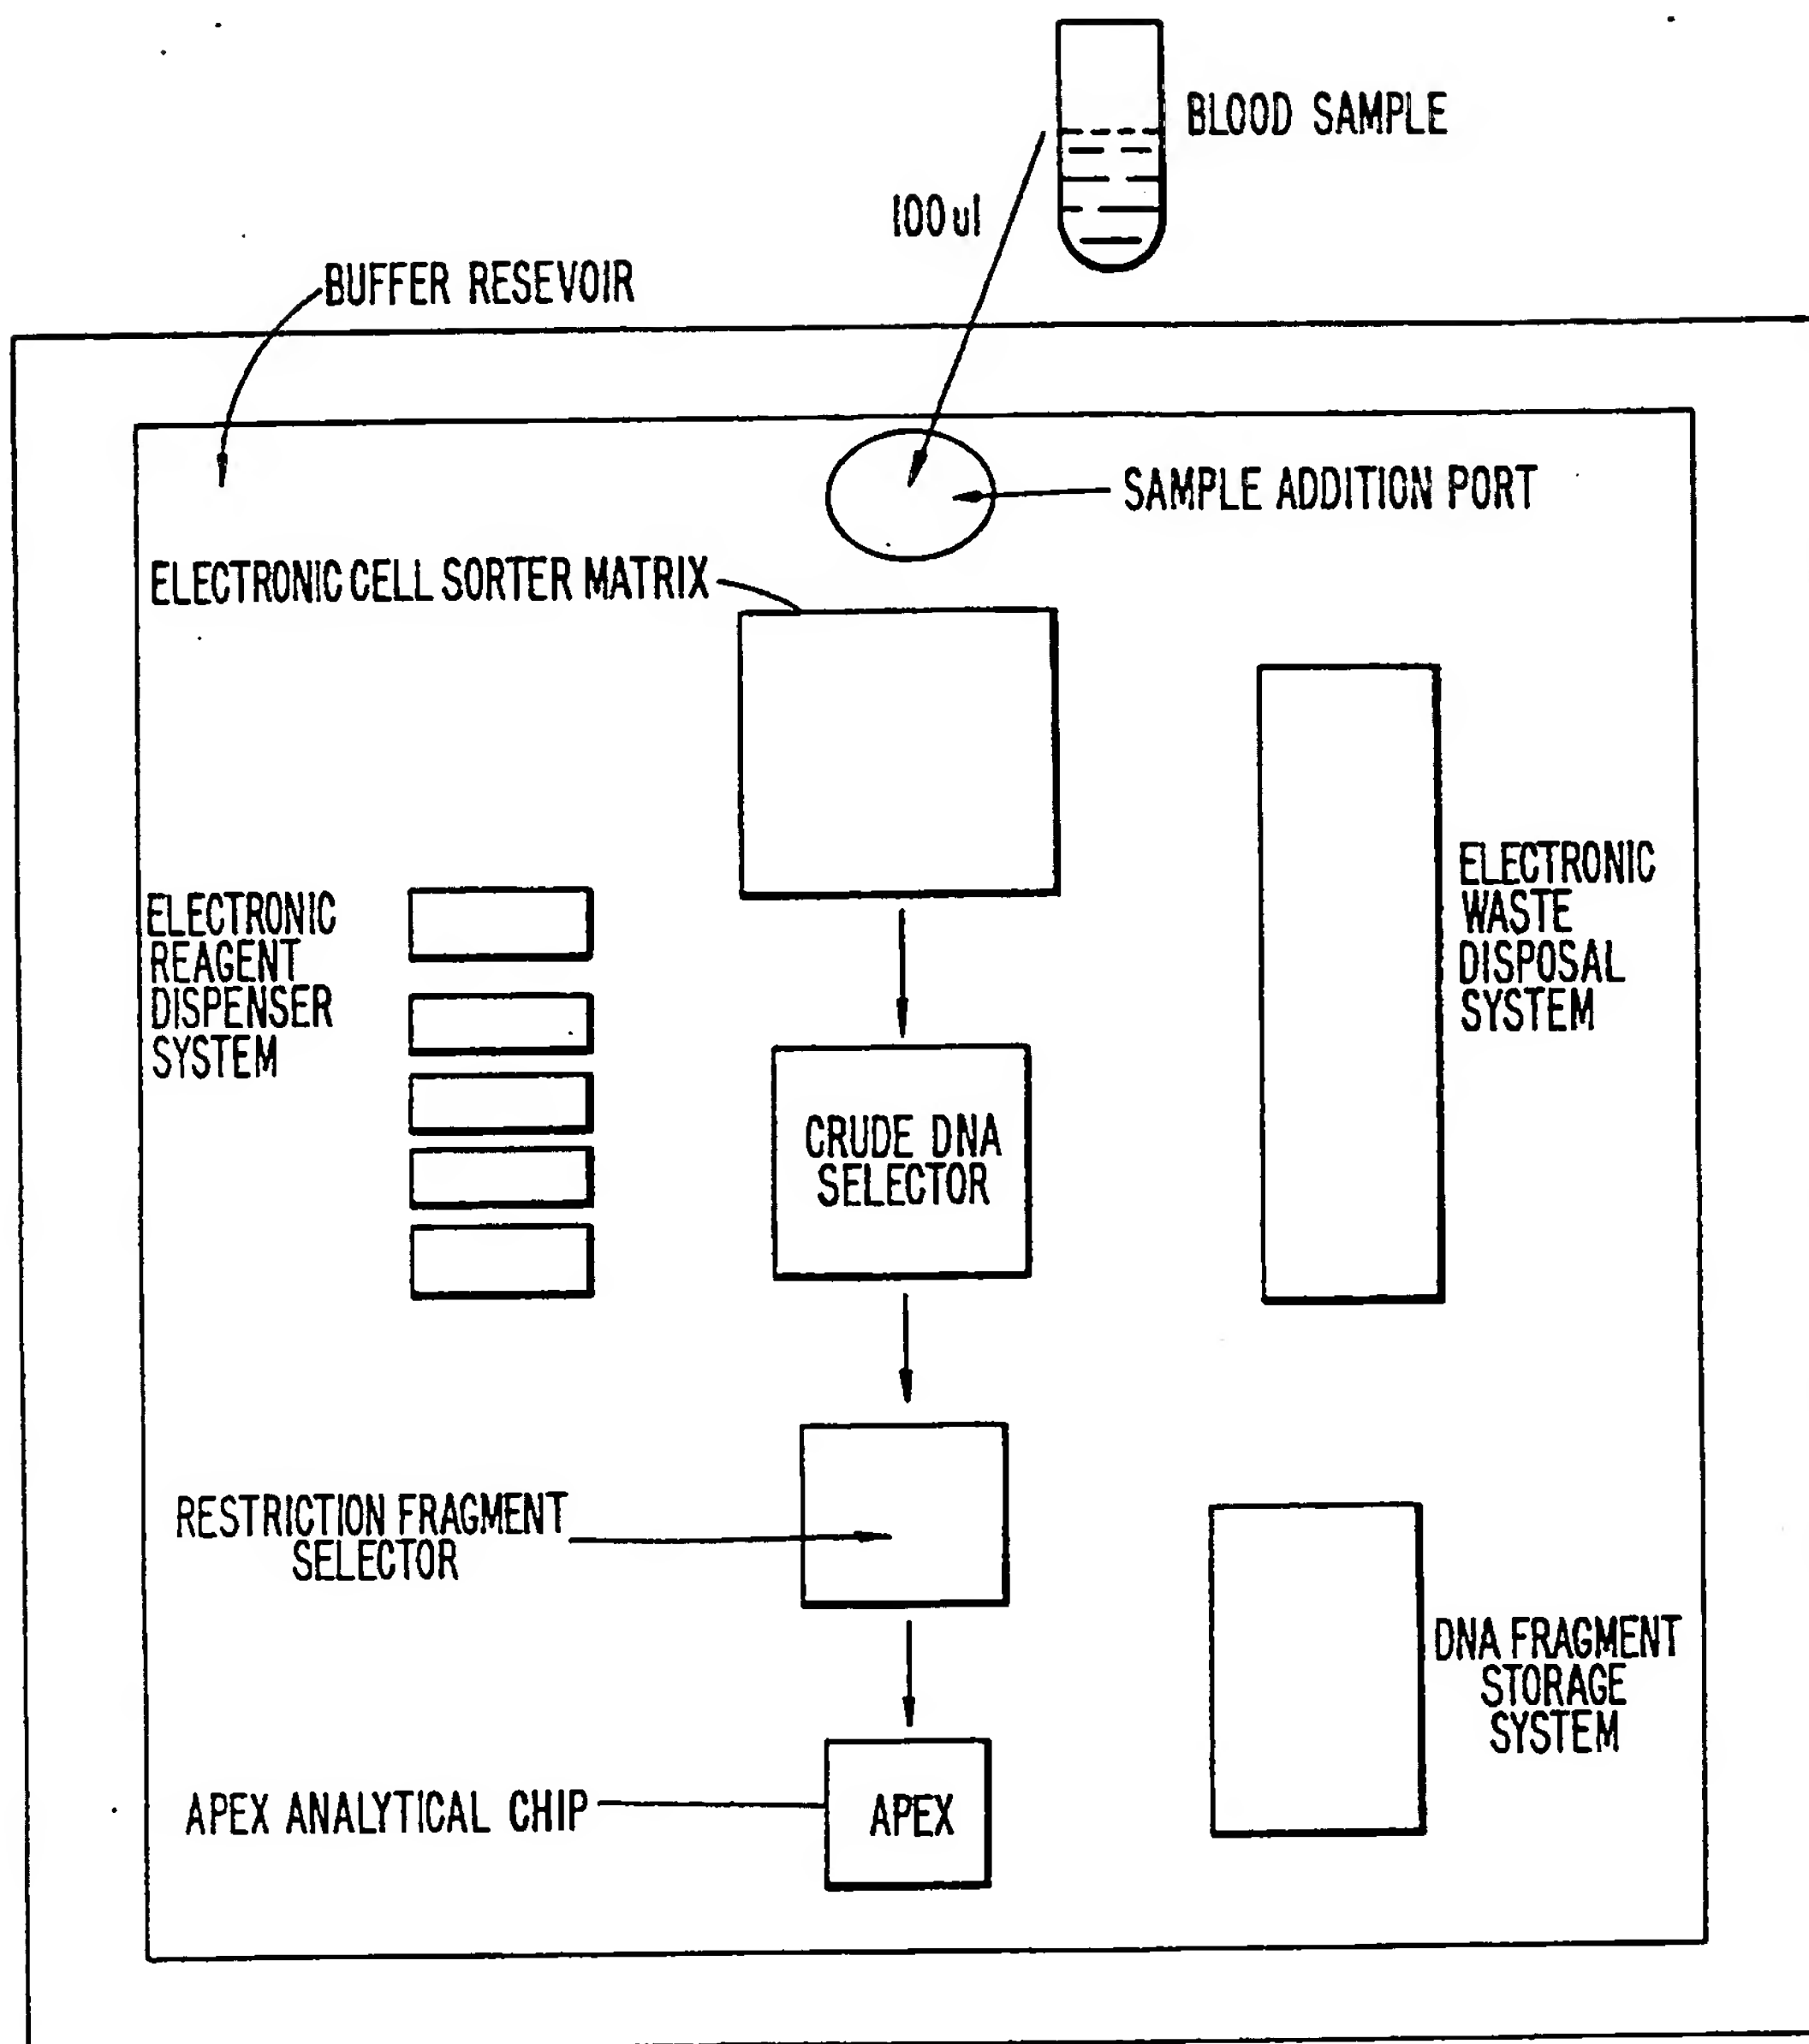 BLOOD SAMPLE
100 ul
BUFFER RESEVOIR
SAMPLE ADDITION PORT
ELECTRONIC CELL SORTER MATRIX
ELECTRONIC
REAGENT
DISPENSER
SYSTEM
ELECTRONIC
WASTE
DISPOSAL
SYSTEM
CRUDE DNA
SELECTOR
RESTRICTION FRAGMENT
SELECTOR
DNA FRAGMENT
STORAGE
SYSTEM
APEX ANALYTICAL CHIP
APEX